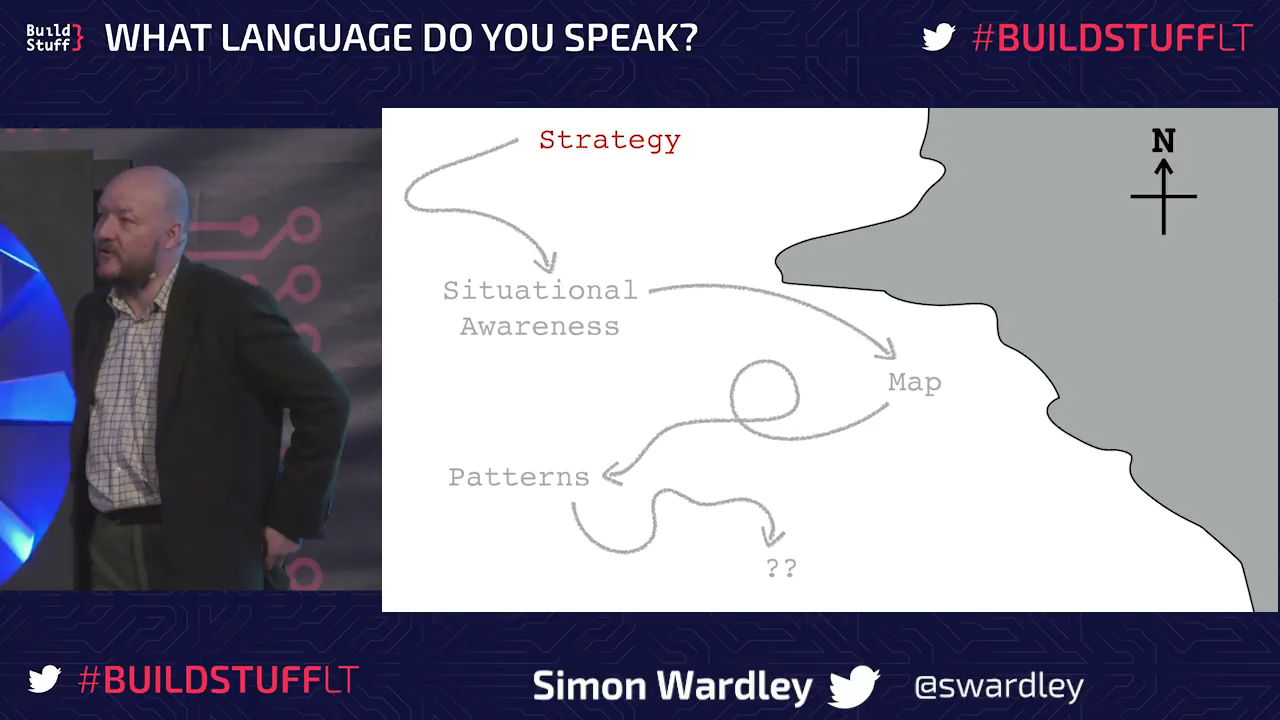 Build
Stuff}
WHAT LANGUAGE DO YOU SPEAK?
#BUILDSTUFFLT
Strategy
N
Situational
Awareness
Map
Patterns
??
#BUILDSTUFFLT
Simon Wardley
@swardley